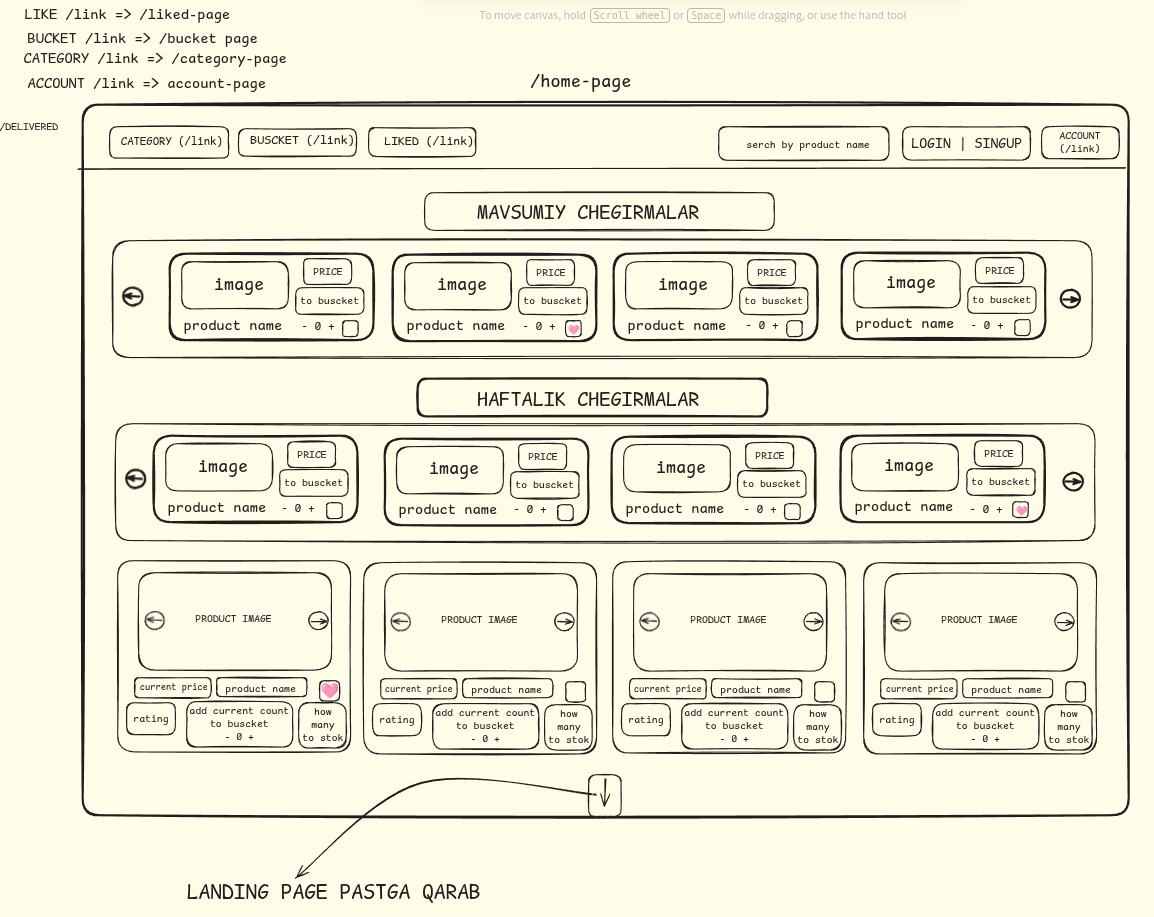 LIKE /link => /liked-page
To move canvas, hold Scroll wheel or Space while dragging, or use the hand tool
BUCKET /link => /bucket page
CATEGORY /link => /category-page
ACCOUNT /link => account-page
/home-page
/DELIVERED
CATEGORY (/link)
BUSCKET (/link)
LIKED (/link)
serch by product name
LOGIN | SINGUP
ACCOUNT
(/link)
MAVSUMIY CHEGIRMALAR
image
PRICE
to buscket
product name
- 0 +
image
PRICE
to buscket
product name
- 0 +
image
PRICE
to buscket
product name
- 0 +
image
PRICE
to buscket
product name
- 0 +
HAFTALIK CHEGIRMALAR
image
PRICE
to buscket
product name
- 0 +
image
PRICE
to buscket
product name
- 0 +
image
PRICE
to buscket
product name
- 0 +
image
PRICE
to buscket
product name
- 0 +
PRODUCT IMAGE
current price
product name
rating
add current count
to buscket
- 0 +
how
many
to stok
PRODUCT IMAGE
current price
product name
rating
add current count
to buscket
- 0 +
how
many
to stok
PRODUCT IMAGE
current price
product name
rating
add current count
to buscket
- 0 +
how
many
to stok
PRODUCT IMAGE
current price
product name
rating
add current count
to buscket
- 0 +
how
many
to stok
LANDING PAGE PASTGA QARAB